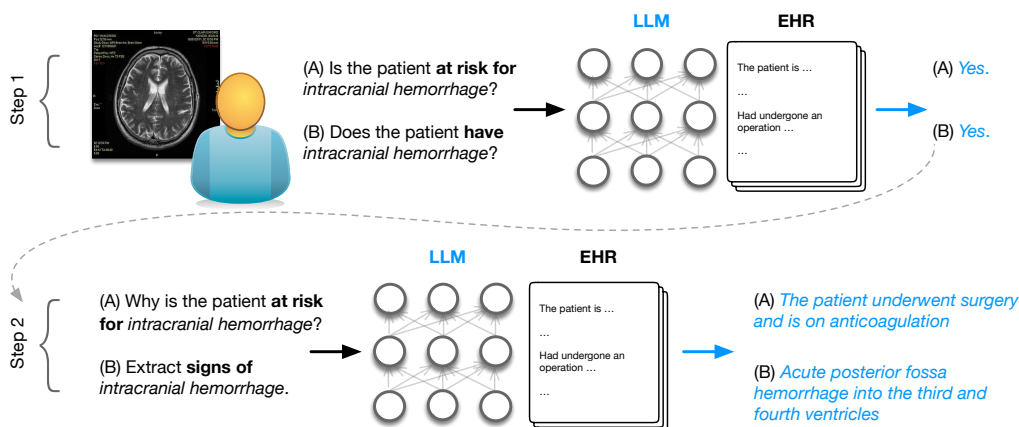 LLM
EHR
Step 1
(A) Is the patient at risk for
intracranial hemorrhage?
(B) Does the patient have
intracranial hemorrhage?
The patient is ...
...
Had undergone an
operation ...
...
(A) Yes.
(B) Yes.
LLM
EHR
Step 2
(A) Why is the patient at risk
for intracranial hemorrhage?
(B) Extract signs of
intracranial hemorrhage.
The patient is ...
...
Had undergone an
operation ...
...
(A) The patient underwent surgery
and is on anticoagulation
(B) Acute posterior fossa
hemorrhage into the third and
fourth ventricles